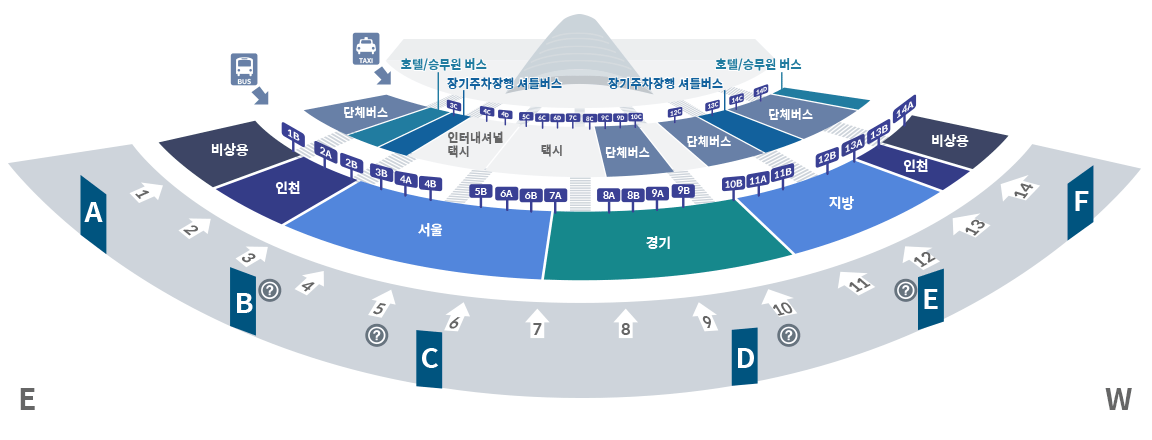 TAXI
BUS
호텔/승무원 버스
장기주차장행 셔틀버스
장기주차장행 셔틀버스
호텔/승무원 버스
단체버스
3C
4C
4D
5C
6C
6D
7C
8C
9C
9D
10C
12C
13C
14C
14D
단체버스
인터내셔널
택시
택시
단체버스
단체버스
비상용
인천
서울
경기
지방
인천
비상용
1B
2A
2B
3B
4A
4B
5B
6A
6B
7A
8A
8B
9A
9B
10B
11A
11B
12B
13A
13B
14A
A
B
C
D
E
F
1
2
3
4
5
6
7
8
9
10
11
12
13
14
?
?
?
?
E
W